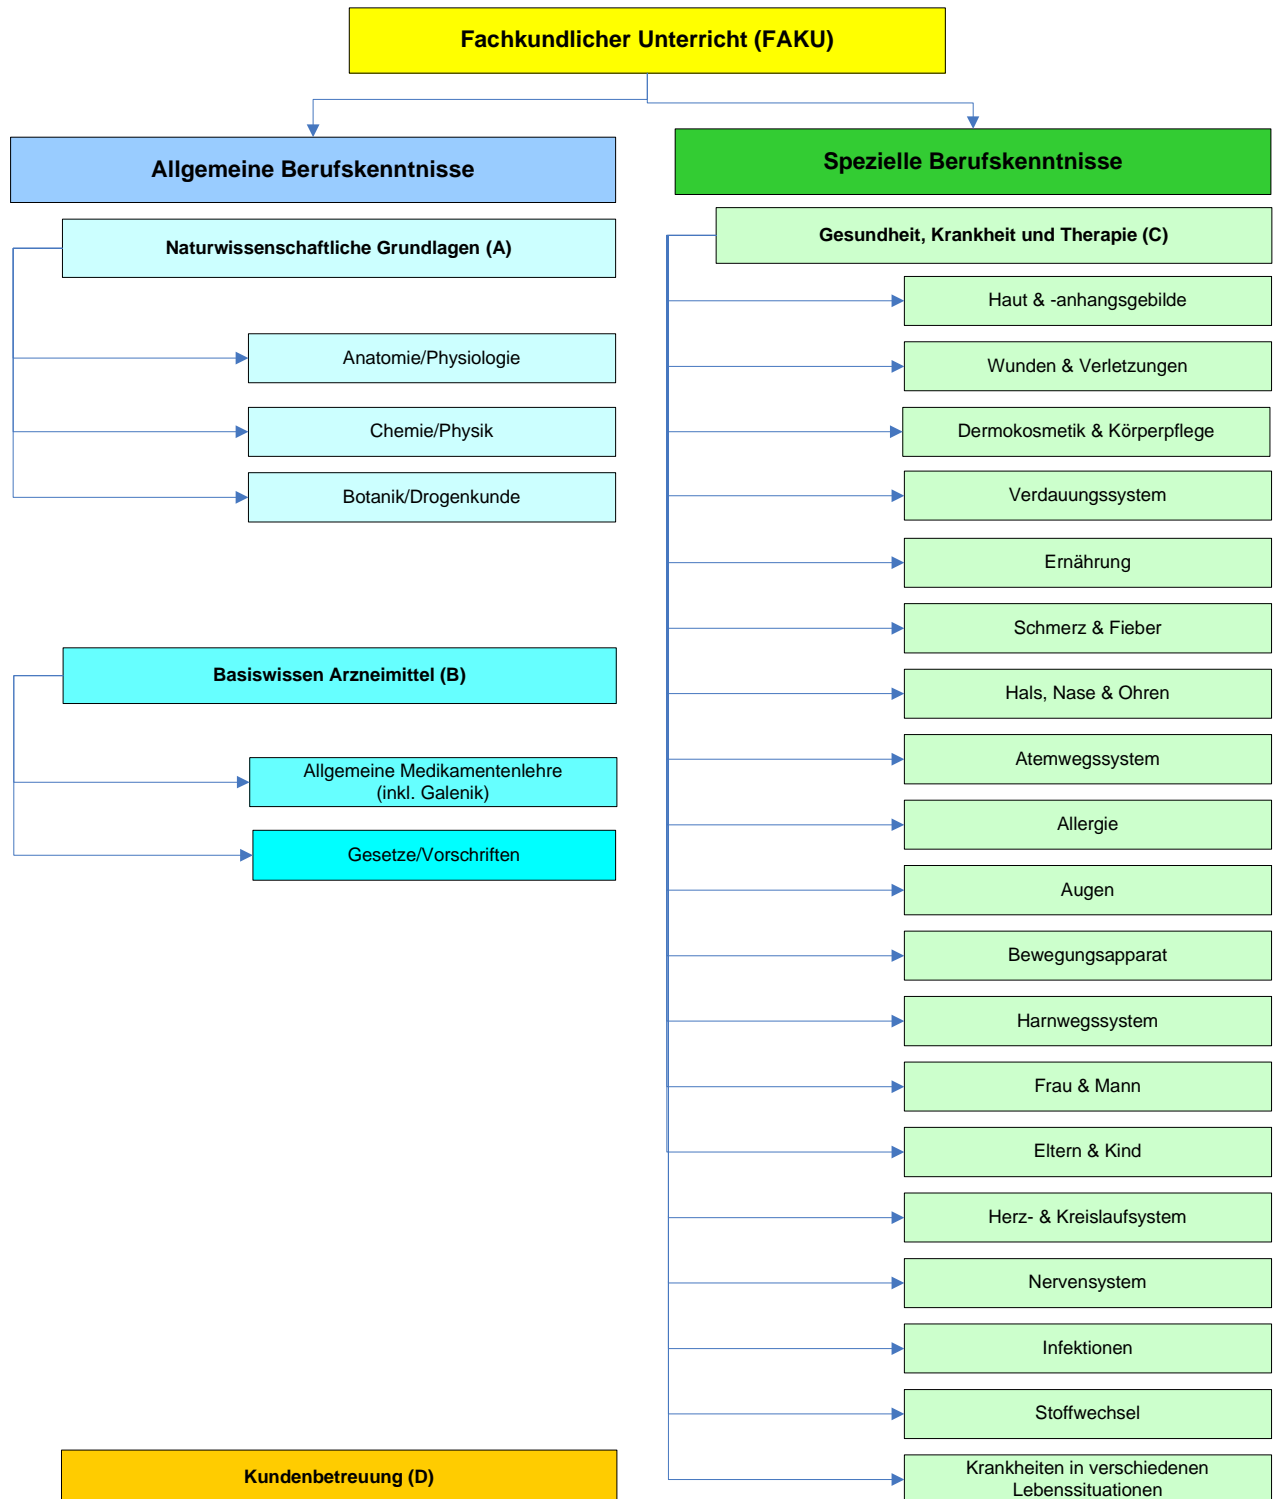 Fachkundlicher Unterricht (FAKU)
Allgemeine Berufskenntnisse
Naturwissenschaftliche Grundlagen (A)
Anatomie/Physiologie
Chemie/Physik
Botanik/Drogenkunde
Basiswissen Arzneimittel (B)
Allgemeine Medikamentenlehre
(inkl. Galenik)
Gesetze/Vorschriften
Kundenbetreuung (D)
Spezielle Berufskenntnisse
Gesundheit, Krankheit und Therapie (C)
Haut & -anhangsgebilde
Wunden & Verletzungen
Dermokosmetik & Körperpflege
Verdauungssystem
Ernährung
Schmerz & Fieber
Hals, Nase & Ohren
Atemwegssystem
Allergie
Augen
Bewegungsapparat
Harnwegssystem
Frau & Mann
Eltern & Kind
Herz- & Kreislaufsystem
Nervensystem
Infektionen
Stoffwechsel
Krankheiten in verschiedenen
Lebenssituationen